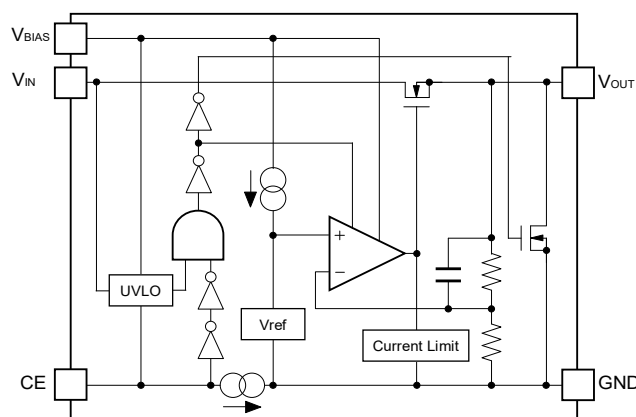 VBIAS
VIN
VOUT
+
−
UVLO
Vref
Current Limit
CE
GND